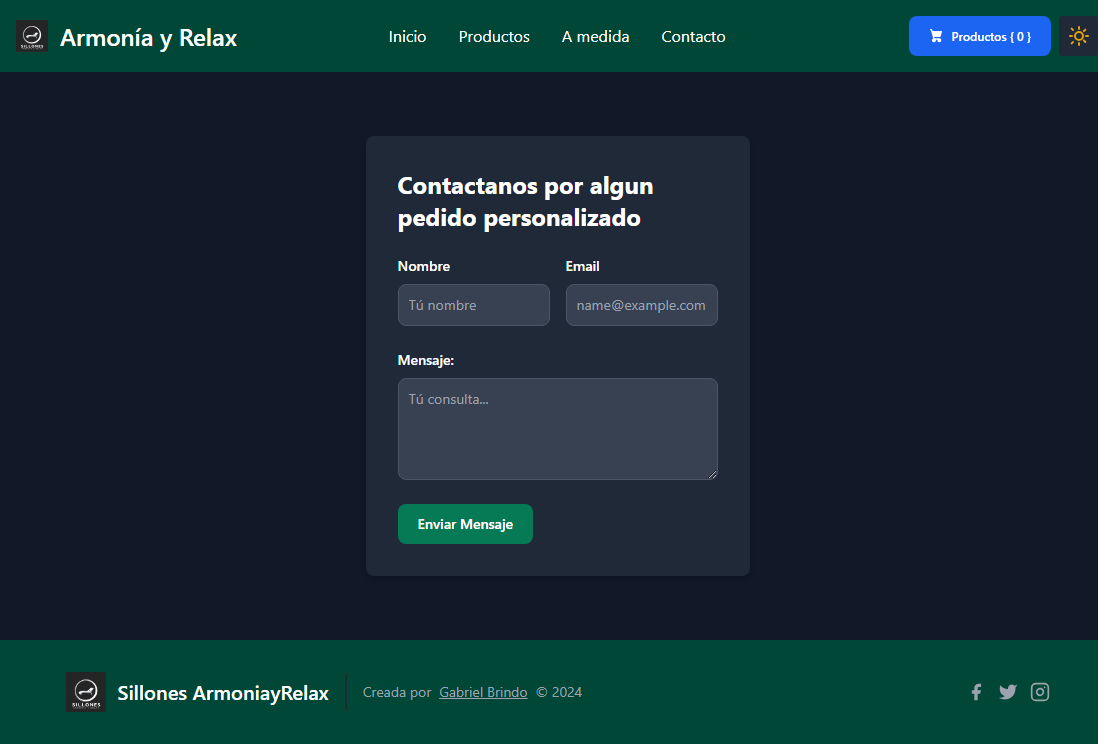 SILLONES
Armonía y Relax
Inicio
Productos
A medida
Contacto
Productos { 0 }
Contactanos por algun
pedido personalizado
Nombre
Email
Tú nombre
name@example.com
Mensaje:
Tú consulta...
Enviar Mensaje
SILLONES
Sillones ArmoniayRelax
Creada por Gabriel Brindo © 2024